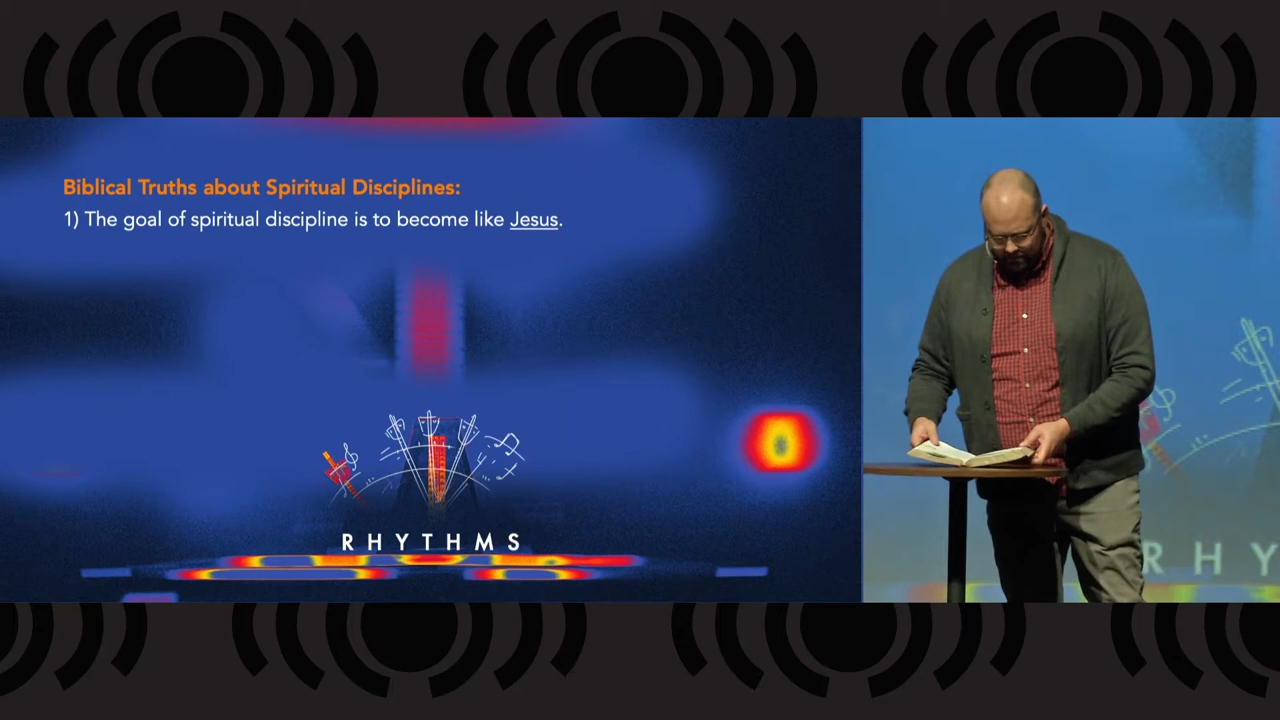 Biblical Truths about Spiritual Disciplines:
1) The goal of spiritual discipline is to become like Jesus.
RHYTHMS
RHY